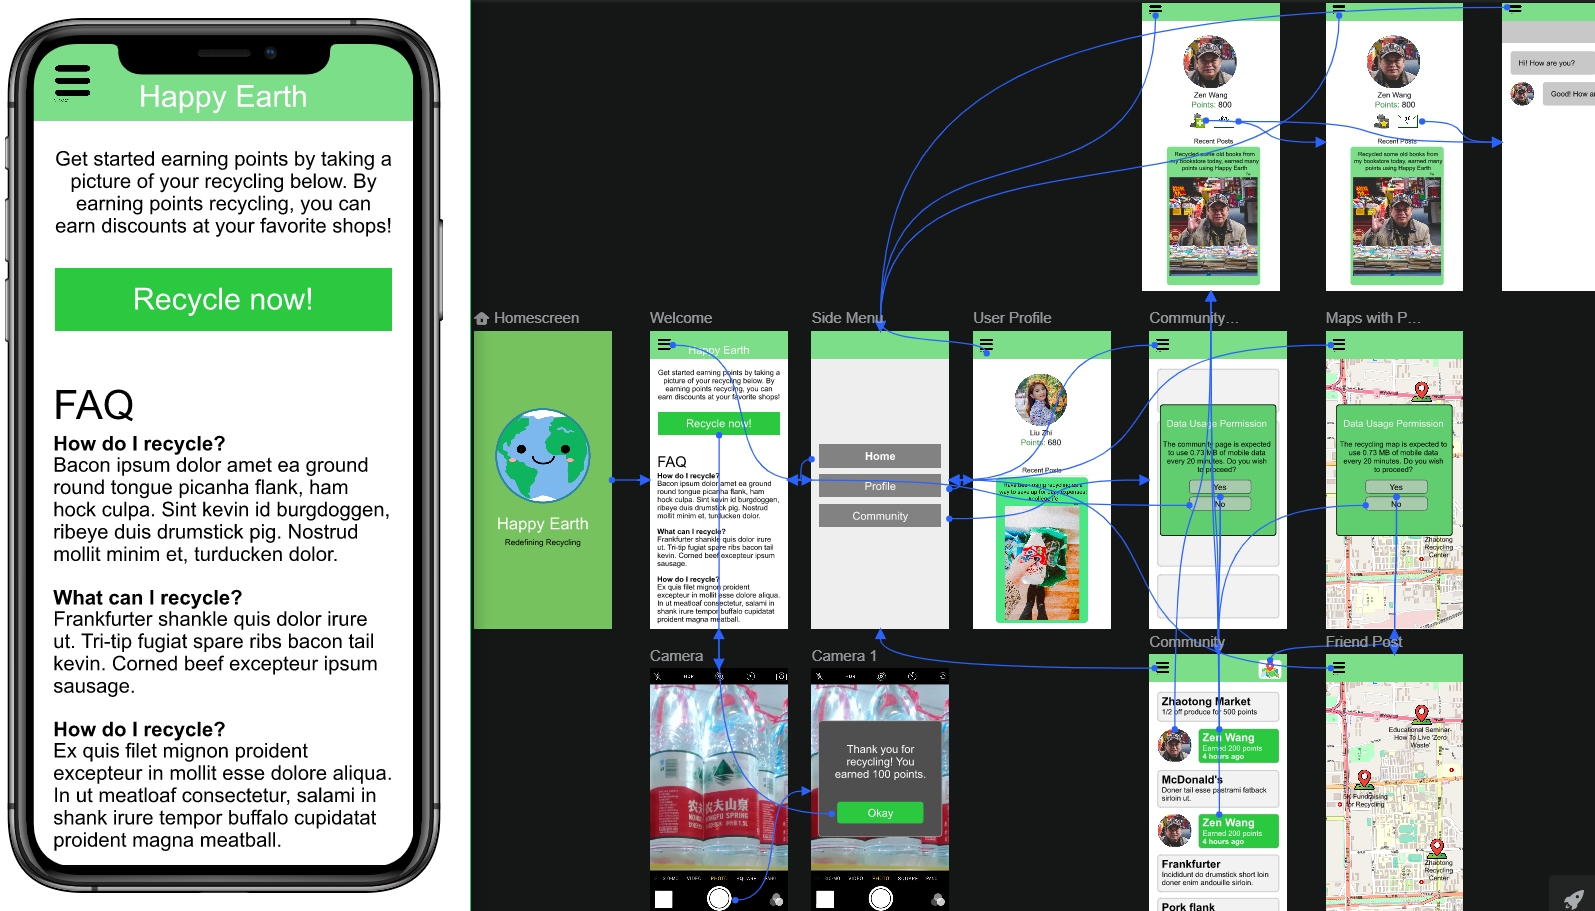 Happy Earth
Get started earning points by taking a
picture of your recycling below. By
earning points recycling, you can
earn discounts at your favorite shops!
Recycle now!
FAQ
How do I recycle?
Bacon ipsum dolor amet ea ground
round tongue picanha flank, ham
hock culpa. Sint kevin id burgdoggen,
ribeye duis drumstick pig. Nostrud
mollit minim et, turducken dolor.
What can I recycle?
Frankfurter shankle quis dolor irure
ut. Tri-tip fugiat spare ribs bacon tail
kevin. Corned beef excepteur ipsum
sausage.
How do I recycle?
Ex quis filet mignon proident
excepteur in mollit esse dolore aliqua.
In ut meatloaf consectetur, salami in
shank irure tempor buffalo cupidatat
proident magna meatball.
Zen Wang
Points: 800
Recent Posts
Recycled some old books from
my bookstore today, earned many
points using Happy Earth
Zen Wang
Points: 800
Recent Posts
Recycled some old books from
my bookstore today, earned many
points using Happy Earth
Hi! How are you?
Good! How a
Homescreen
Happy Earth
Redefining Recycling
Welcome
Happy Earth
Get started earning points by taking a
picture of your recycling below. By
earning points recycling, you can
earn discounts at your favorite shops!
Recycle now!
FAQ
How do I recycle?
Bacon ipsum dolor amet ea ground
round tongue picanha flank, ham
hock culpa. Sint kevin id burgdoggen,
ribeye duis drumstick pig. Nostrud
mollit minim et, turducken dolor.
What can I recycle?
Frankfurter shankle quis dolor irure
ut. Tri-tip fugiat spare ribs bacon tail
kevin. Corned beef excepteur ipsum
sausage.
How do I recycle?
Ex quis filet mignon proident
excepteur in mollit esse dolore aliqua.
In ut meatloaf consectetur, salami in
shank irure tempor buffalo cupidatat
proident magna meatball.
Side Menu
Home
Profile
Community
User Profile
Liu Zhi
Points: 680
Recent Posts
Community...
Data Usage Permission
The community page is expected
to use 0.73 MB of mobile data
every 20 minutes. Do you wish
to proceed?
Yes
No
Maps with P...
Data Usage Permission
The recycling map is expected to
use 0.73 MB of mobile data
every 20 minutes. Do you wish
to proceed?
Yes
No
Zhaotong
Recycling
Center
Camera
HDR
农夫山泉
VIDEO PHOTO SQUARE PANO
Camera 1
HDR
Thank you for
recycling! You
earned 100 points.
Okay
农夫山泉
NONGFU SPRING
VIDEO PHOTO SQUARE PANO
Community
Zhaotong Market
1/2 off produce for 500 points
Zen Wang
Earned 200 points
4 hours ago
McDonald's
Doner tail esse pastrami fatback
sirloin ut.
Zen Wang
Earned 200 points
4 hours ago
Frankfurter
Incididunt do drumstick short loin
doner enim andouille sirloin.
Pork flank
Friend Post
Educational Seminar-
How To Live 'Zero
Waste'
5K Fundraising
for Recycling
Zhaotong
Recycling
Center